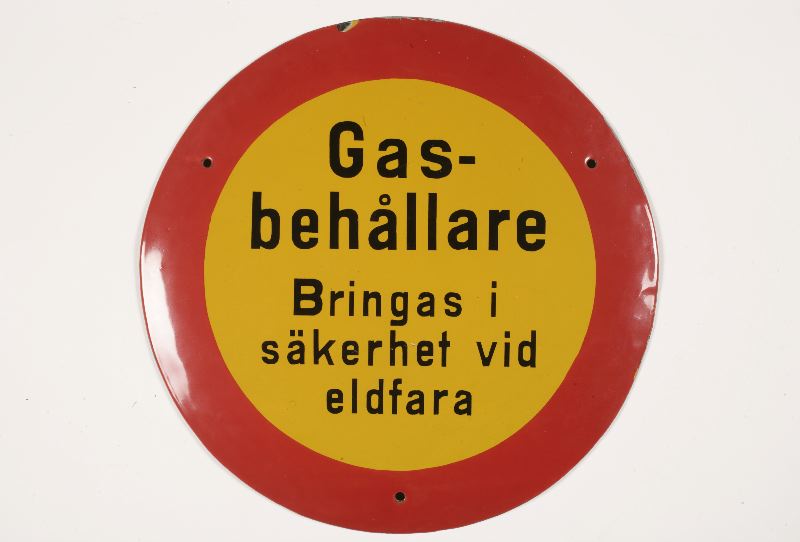 Gas-
behållare
Bringas i
säkerhet vid
eldfara